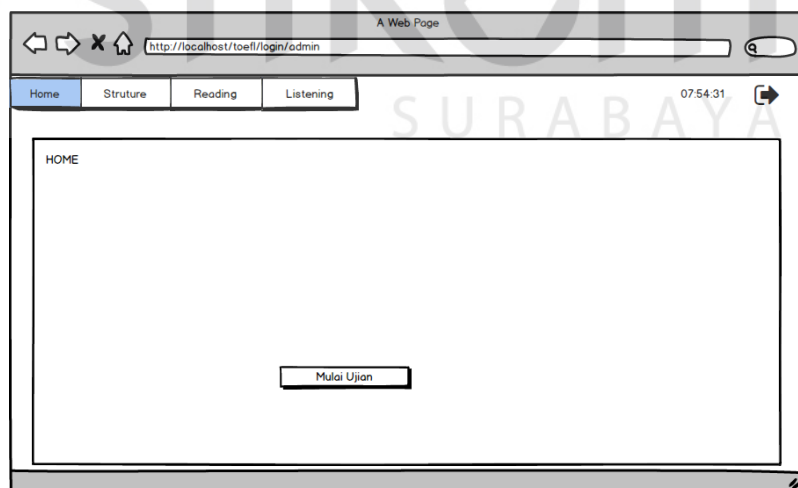 A Web Page
http://localhost/toefl/login/admin
Home Struture Reading Listening 07:54:31
SURABAYA
HOME
Mulai Ujian